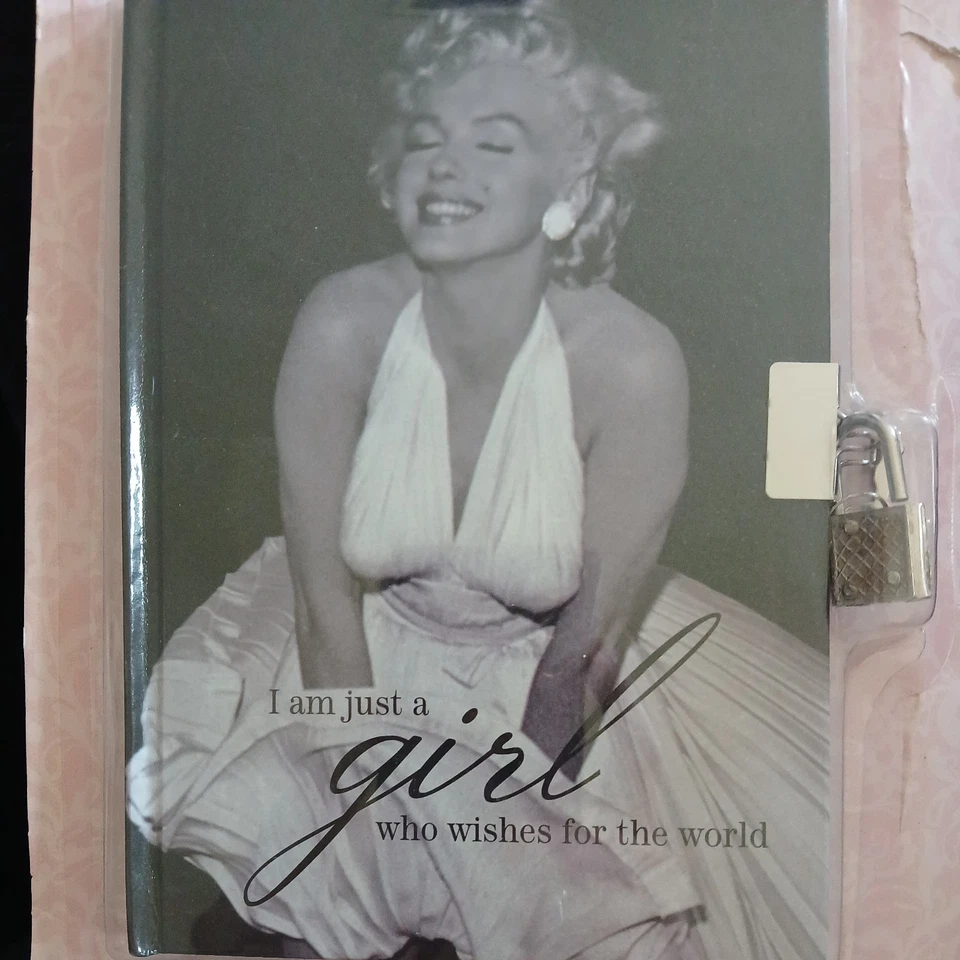 I am just a
girl
who wishes for the world